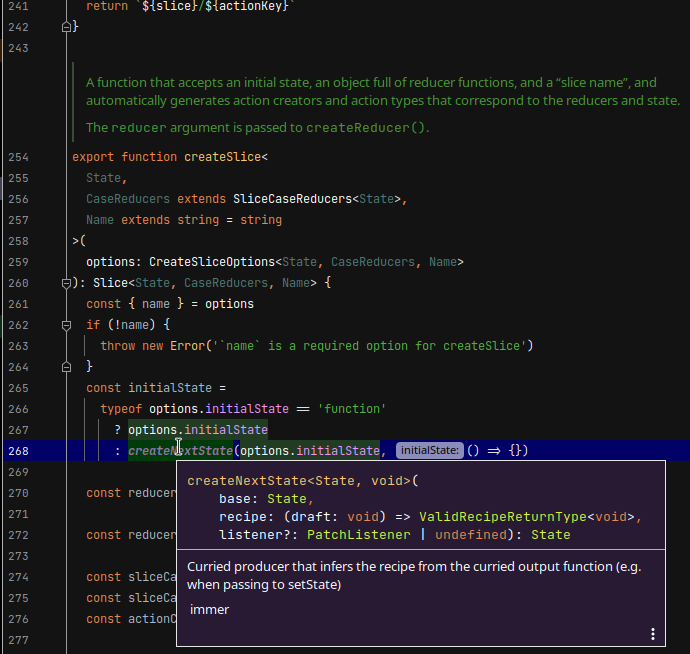 241 return `${slice}/${actionKey}`
242 }
243
A function that accepts an initial state, an object full of reducer functions, and a “slice name”, and
automatically generates action creators and action types that correspond to the reducers and state.
The reducer argument is passed to createReducer().
254 export function createSlice<
255 State,
256 CaseReducers extends SliceCaseReducers<State>,
257 Name extends string = string
258 >(
259 options: CreateSliceOptions<State, CaseReducers, Name>
260 ): Slice<State, CaseReducers, Name> {
261 const { name } = options
262 if (!name) {
263 throw new Error('`name` is a required option for createSlice')
264 }
265 const initialState =
266 typeof options.initialState == 'function'
267 ? options.initialState
268 : createNextState(options.initialState, initialState: () => {})
269
createNextState<State, void>(
270 const reducer
base: State,
271
recipe: (draft: void) => ValidRecipeReturnType<void>,
272 const reducer
listener?: PatchListener | undefined): State
273
274 const sliceCa
Curried producer that infers the recipe from the curried output function (e.g.
when passing to setState)
275 const sliceCa
immer
276 const actionC
277